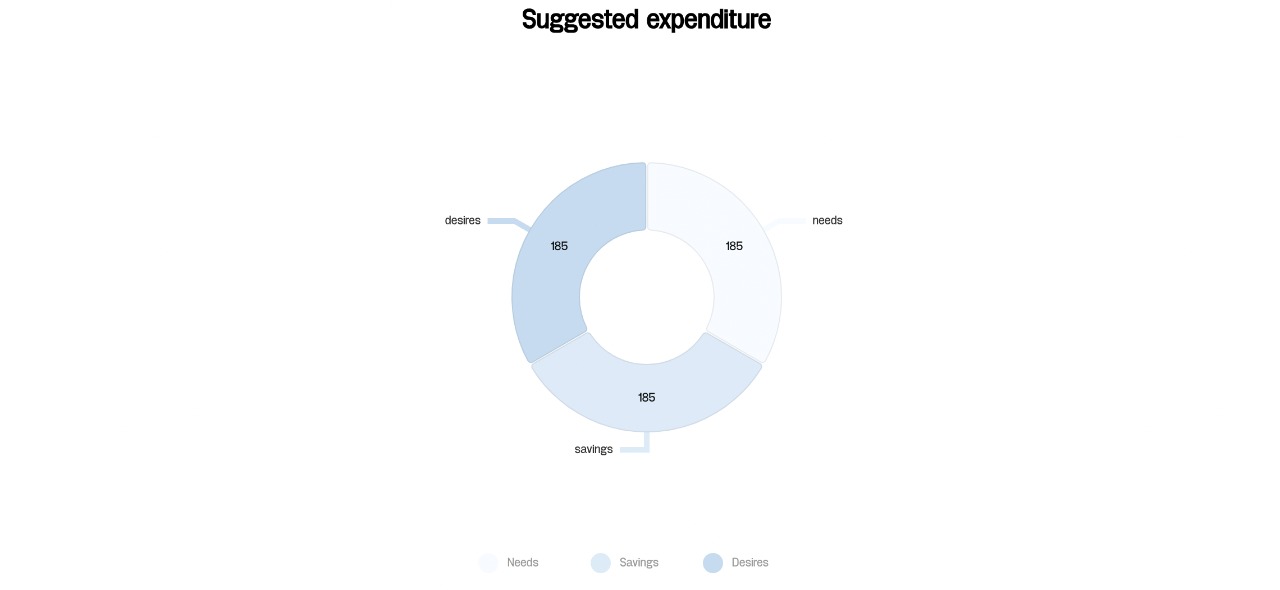 Suggested expenditure
desires
needs
185
185
185
savings
Needs
Savings
Desires